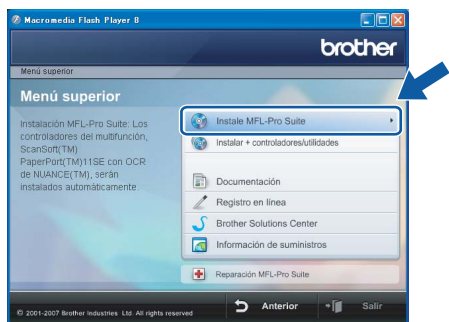 Macromedia Flash Player 8
brother
Menú superior
Menú superior
Instalación MFL-Pro Suite: Los
controladores del multifunción,
ScanSoft(TM)
PaperPort(TM)11SE con OCR
de NUANCE(TM), serán
instalados automáticamente.
Instale MFL-Pro Suite
Instalar + controladores/utilidades
Documentación
Registro en línea
Brother Solutions Center
Información de suministros
Reparación MFL-Pro Suite
© 2001-2007 Brother Industries Ltd. All rights reserved
Anterior
Salir